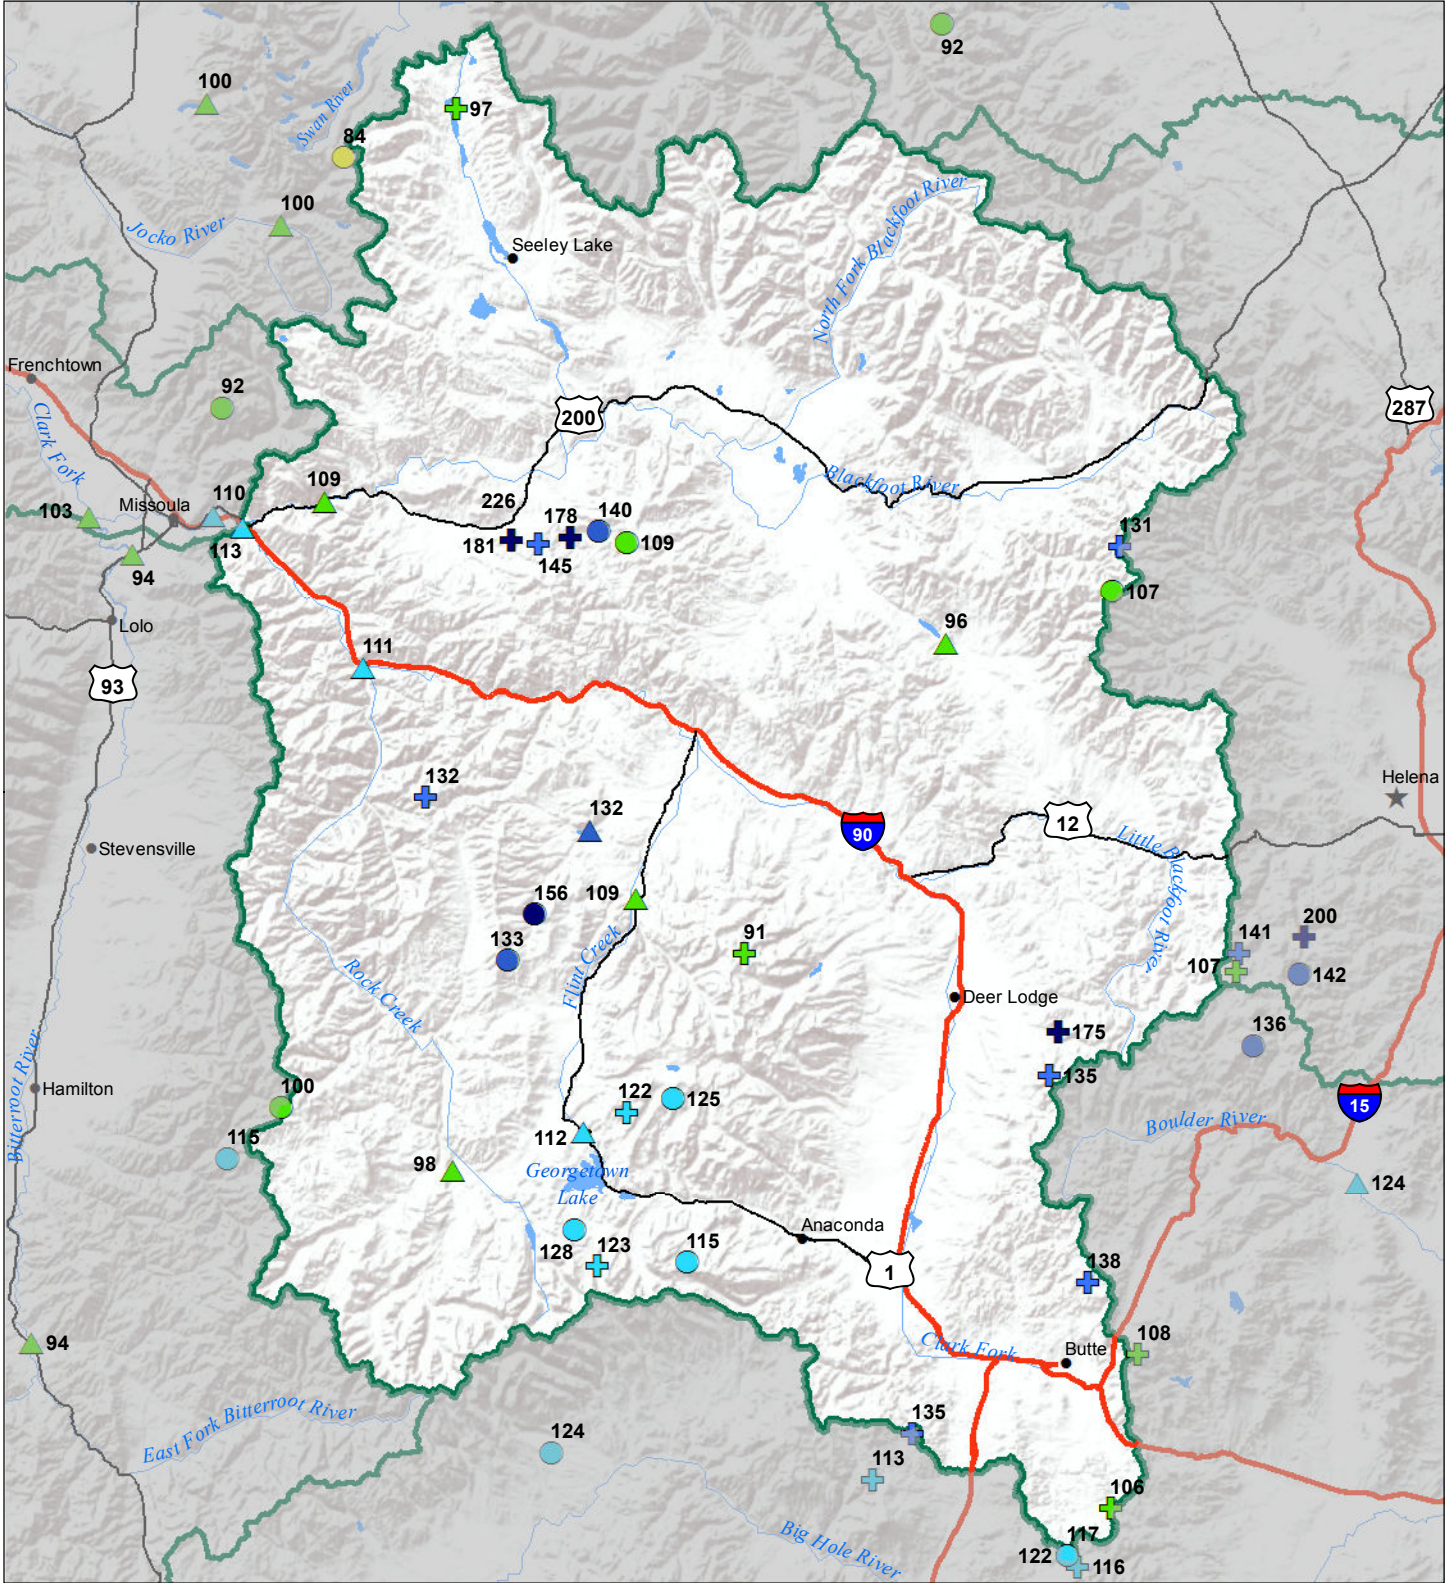 92
100
97
Swan River
84
100
Jocko River
North Fork Blackfoot River
Seeley Lake
Frenchtown
92
200
287
Clark Fork
109
Blackfoot River
226
110
103
Missoula
178
140
181
109
131
113
145
94
107
Lolo
96
111
93
132
Helena
132
12
90
Little Blackfoot River
Stevensville
156
109
200
91
141
133
Flint Creek
107
142
Rock Creek
Deer Lodge
175
136
Bitterroot River
135
Hamilton
100
122
125
15
Boulder River
112
115
98
Georgetown
Lake
124
Anaconda
128
123
115
1
138
94
Clark Fork
Butte
108
East Fork Bitterroot River
135
124
113
106
Big Hole River
117
122
116